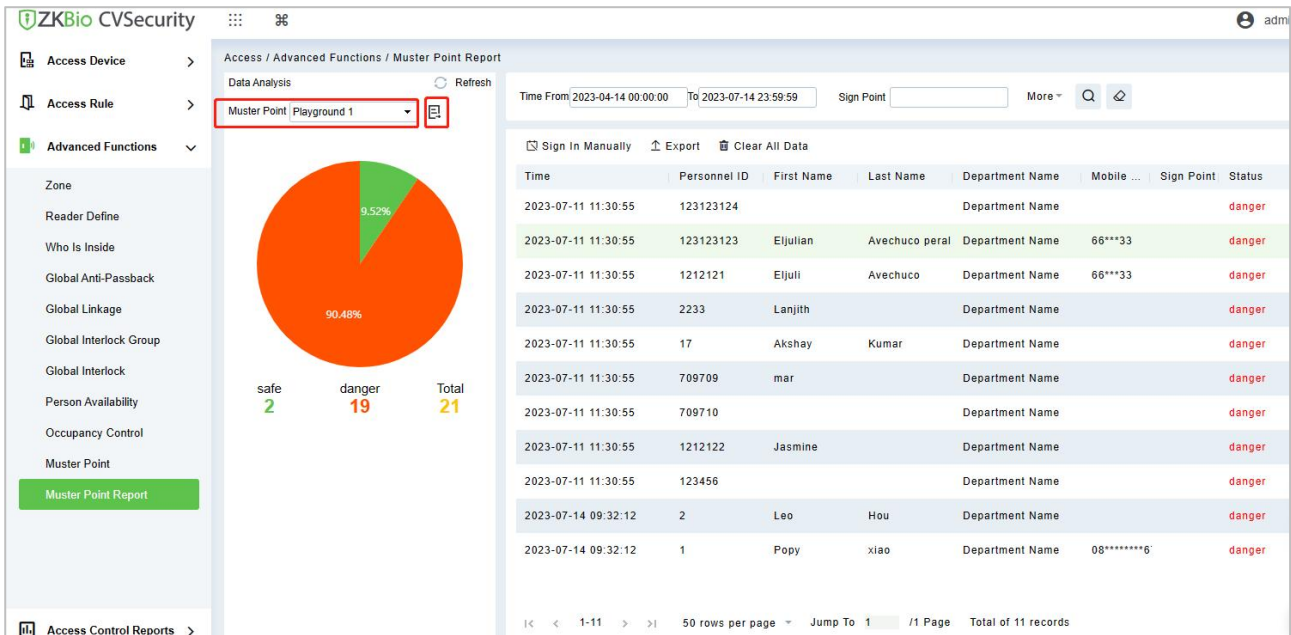 ZKBio CVSecurity
admi
Access Device
Access Rule
Advanced Functions
Zone
Reader Define
Who Is Inside
Global Anti-Passback
Global Linkage
Global Interlock Group
Global Interlock
Person Availability
Occupancy Control
Muster Point
Muster Point Report
Access Control Reports
Access / Advanced Functions / Muster Point Report
Data Analysis Refresh
Muster Point Playground 1
9.52%
90.48%
safe danger Total
2 19 21
Time From 2023-04-14 00:00:00 To 2023-07-14 23:59:59 Sign Point More
Sign In Manually Export Clear All Data
Time Personnel ID First Name Last Name Department Name Mobile ... Sign Point Status
2023-07-11 11:30:55 123123124 Department Name danger
2023-07-11 11:30:55 123123123 Eljulian Avechuco peral Department Name 66***33 danger
2023-07-11 11:30:55 1212121 Eljuli Avechuco Department Name 66***33 danger
2023-07-11 11:30:55 2233 Lanjith Department Name danger
2023-07-11 11:30:55 17 Akshay Kumar Department Name danger
2023-07-11 11:30:55 709709 mar Department Name danger
2023-07-11 11:30:55 709710 Department Name danger
2023-07-11 11:30:55 1212122 Jasmine Department Name danger
2023-07-11 11:30:55 123456 Department Name danger
2023-07-14 09:32:12 2 Leo Hou Department Name danger
2023-07-14 09:32:12 1 Popy xiao Department Name 08********6 danger
1-11 50 rows per page Jump To 1 /1 Page Total of 11 records